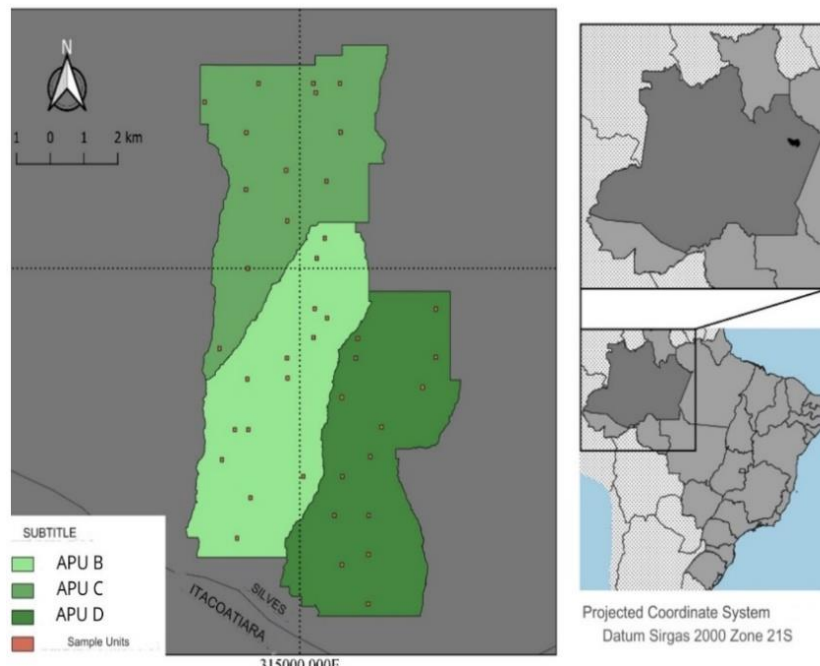 N
1 0 1 2 km
SUBTITLE
APU B
APU C
APU D
Sample Units
SILVES
ITACOATIARA
315000.000E
Projected Coordinate System
Datum Sirgas 2000 Zone 21S